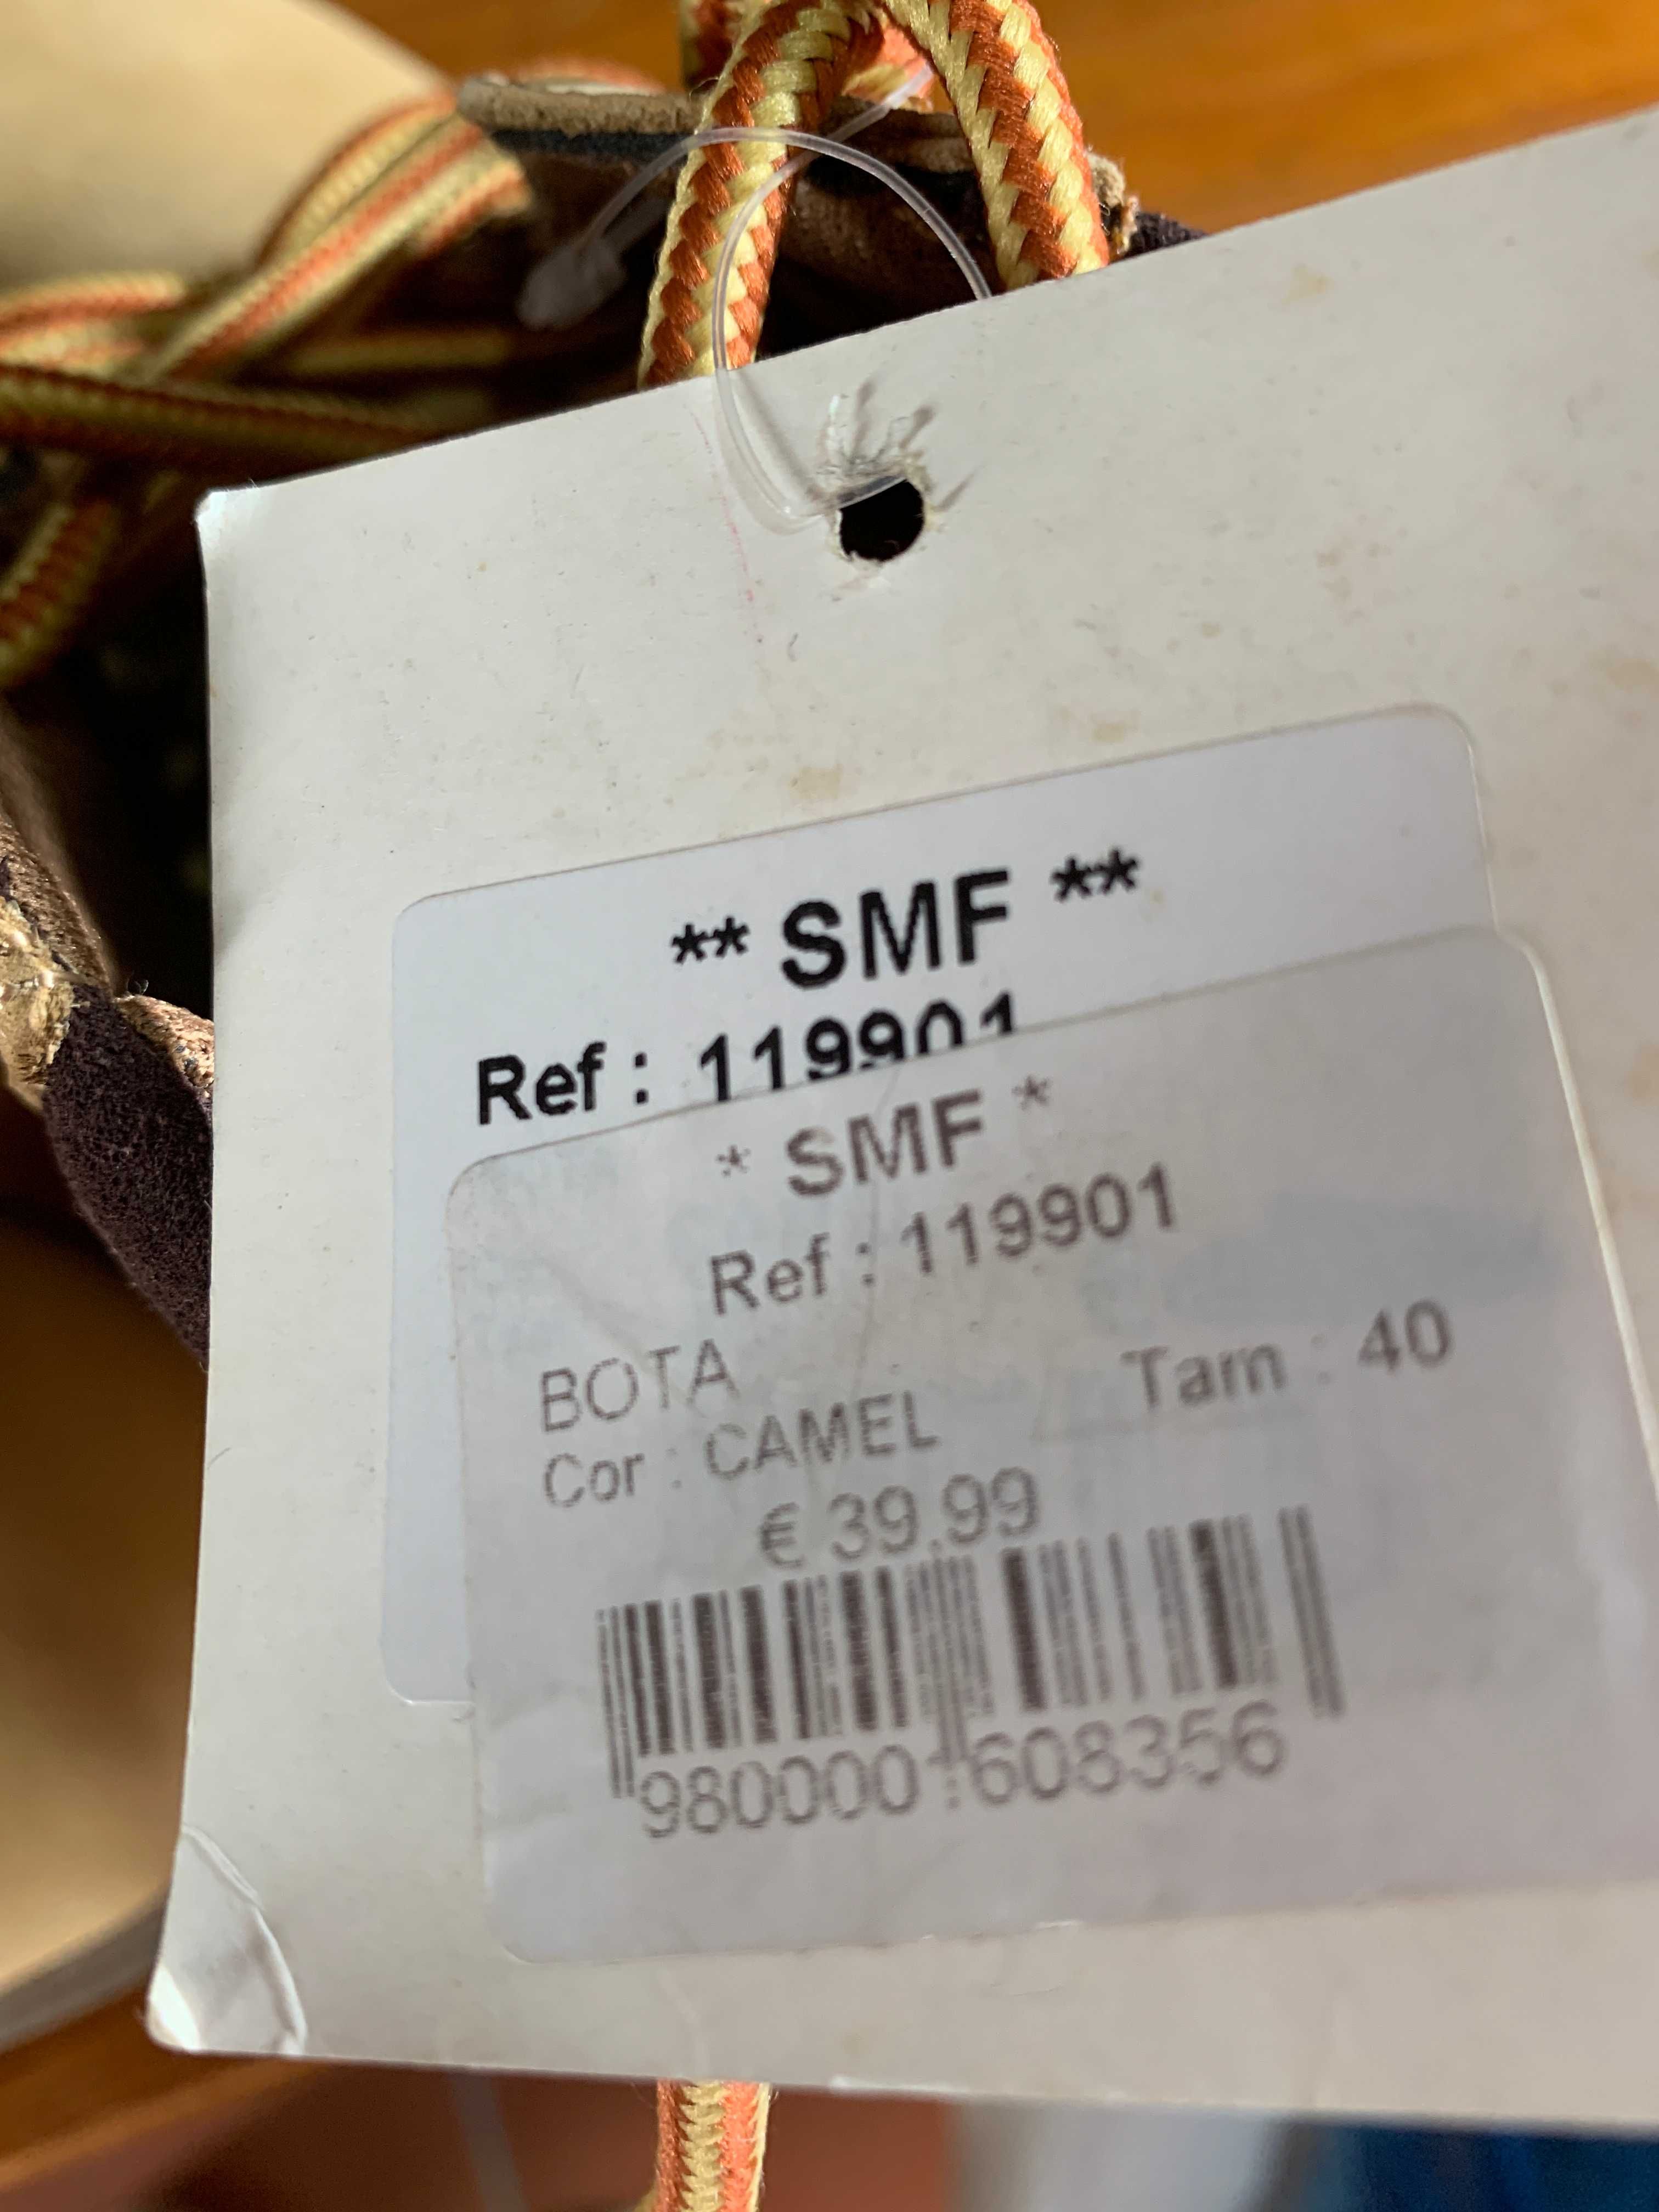 ** SMF **
Ref : 119901
* SMF *
Ref : 119901
BOTA Tam : 40
Cor : CAMEL
€ 39.99
980000 608356